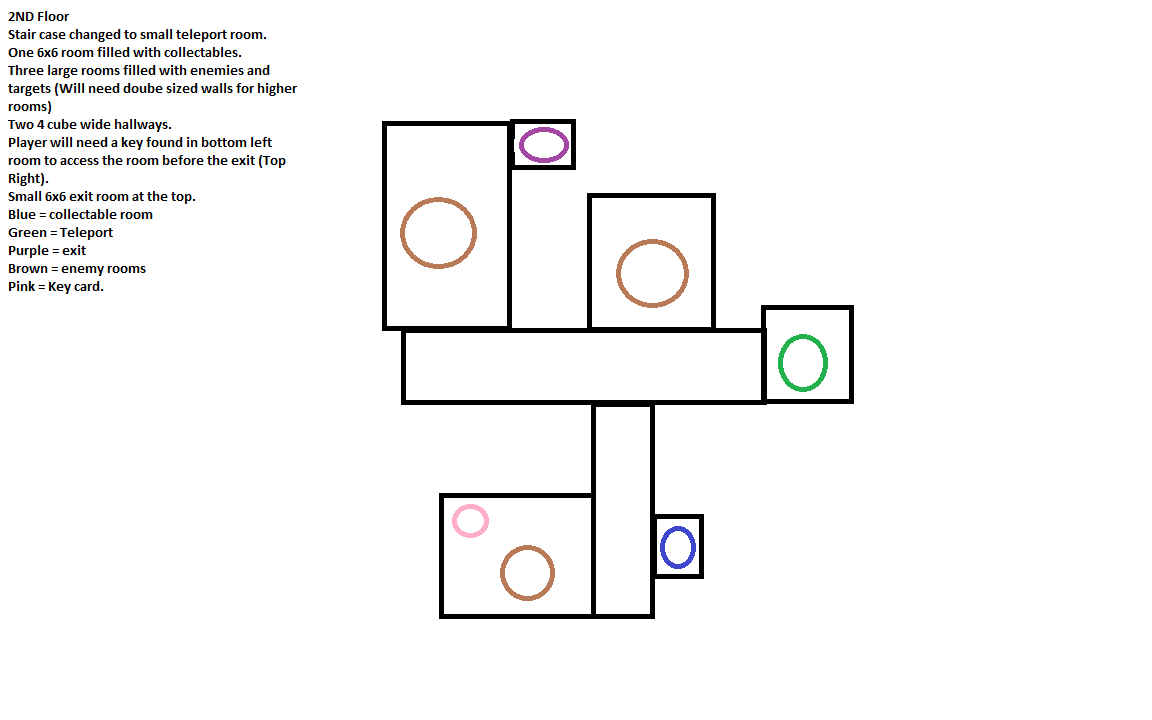 2ND Floor
Stair case changed to small teleport room.
One 6x6 room filled with collectables.
Three large rooms filled with enemies and
targets (Will need doube sized walls for higher
rooms)
Two 4 cube wide hallways.
Player will need a key found in bottom left
room to access the room before the exit (Top
Right).
Small 6x6 exit room at the top.
Blue = collectable room
Green = Teleport
Purple = exit
Brown = enemy rooms
Pink = Key card.